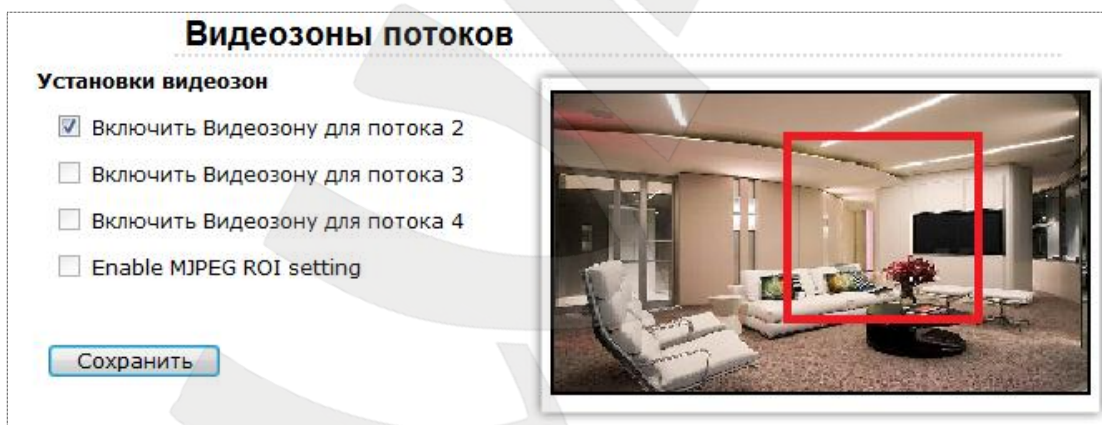 Видеозоны потоков
Установки видеозон
Включить Видеозону для потока 2
Включить Видеозону для потока 3
Включить Видеозону для потока 4
Enable MJPEG ROI setting
Сохранить